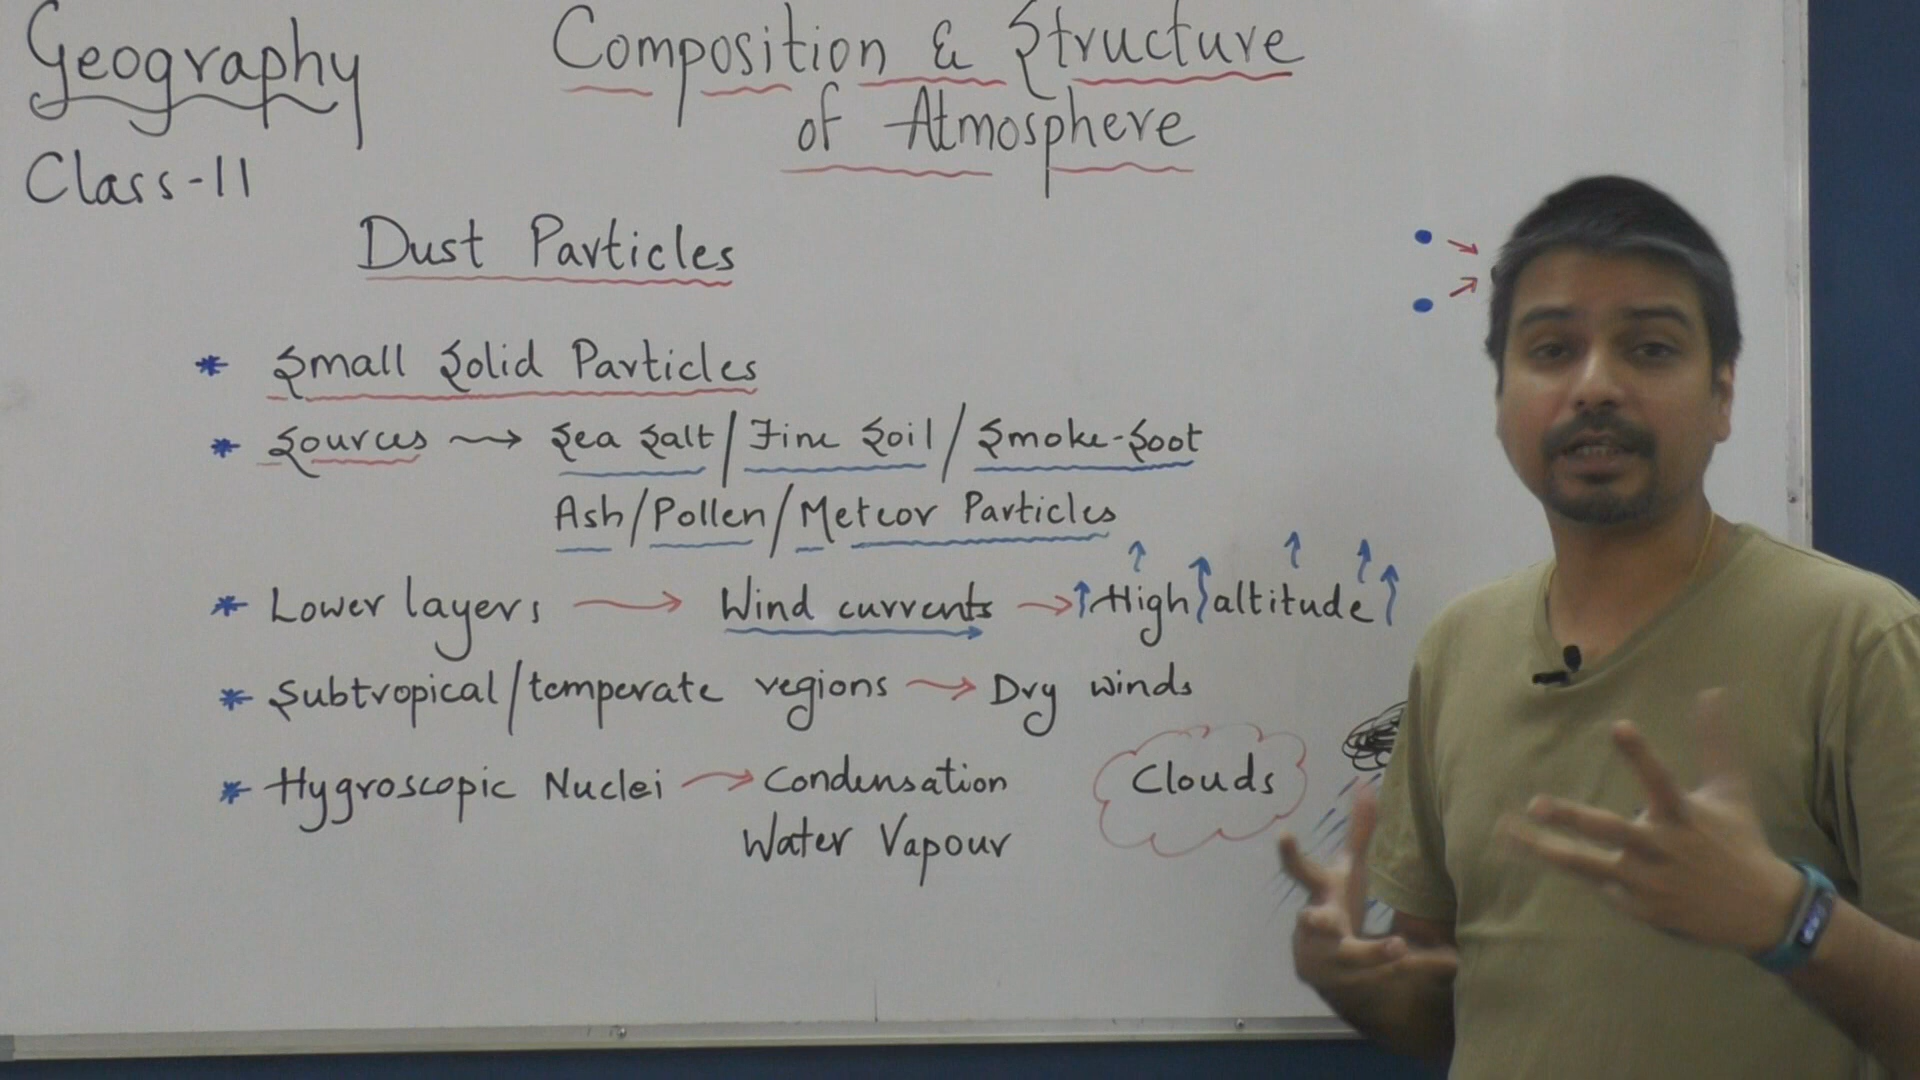 Geography
Class-11
Composition & Structure
of Atmosphere
Dust Particles
* Small Solid Particles
* Sources → Sea Salt/Fine Soil/Smoke-Soot
Ash/Pollen/Meteor Particles
* Lower layers → Wind currents → High altitude
* Subtropical/temperate regions → Dry winds
* Hygroscopic Nuclei → Condensation
Water Vapour
Clouds